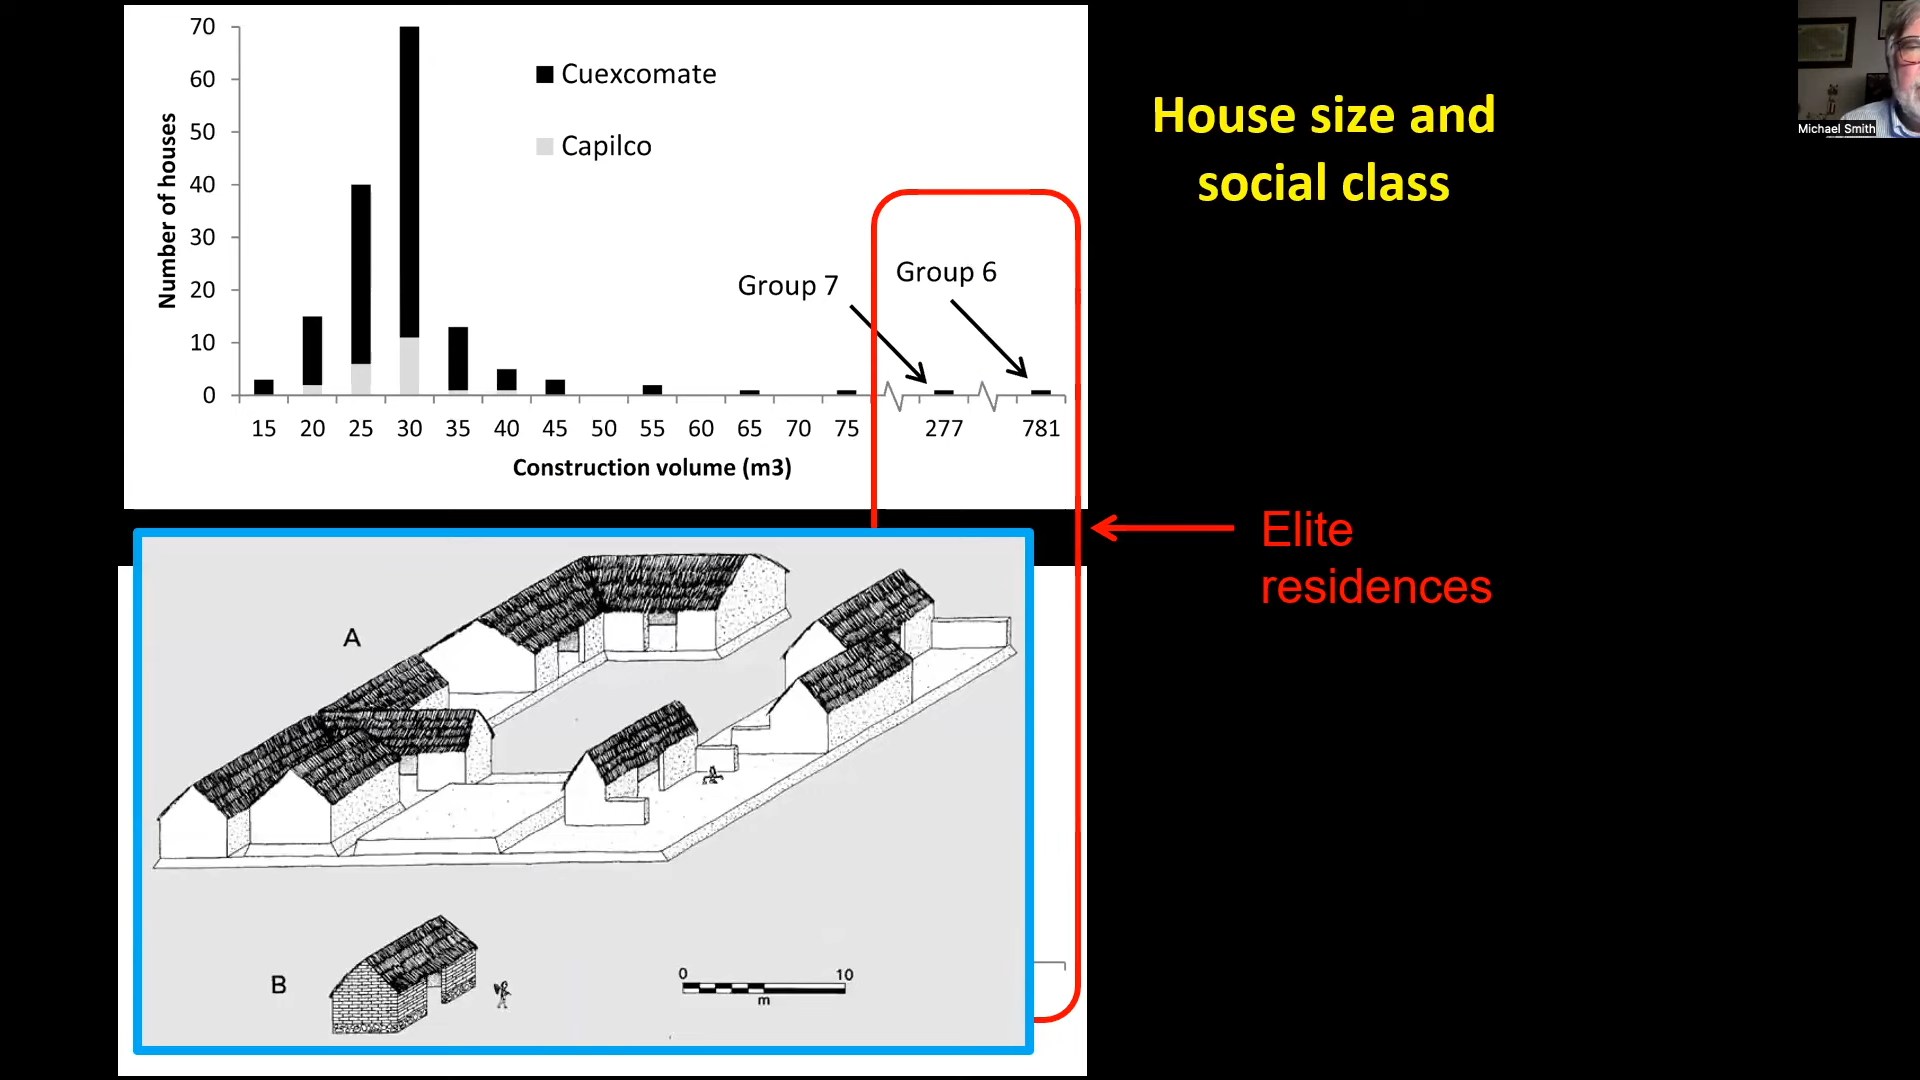 House size and
social class
Michael Smith
Number of houses
70
60
50
40
30
20
10
0
Cuexcomate
Capilco
Group 7
Group 6
15 20 25 30 35 40 45 50 55 60 65 70 75 277 781
Construction volume (m3)
Elite
residences
A
B
0 10
m